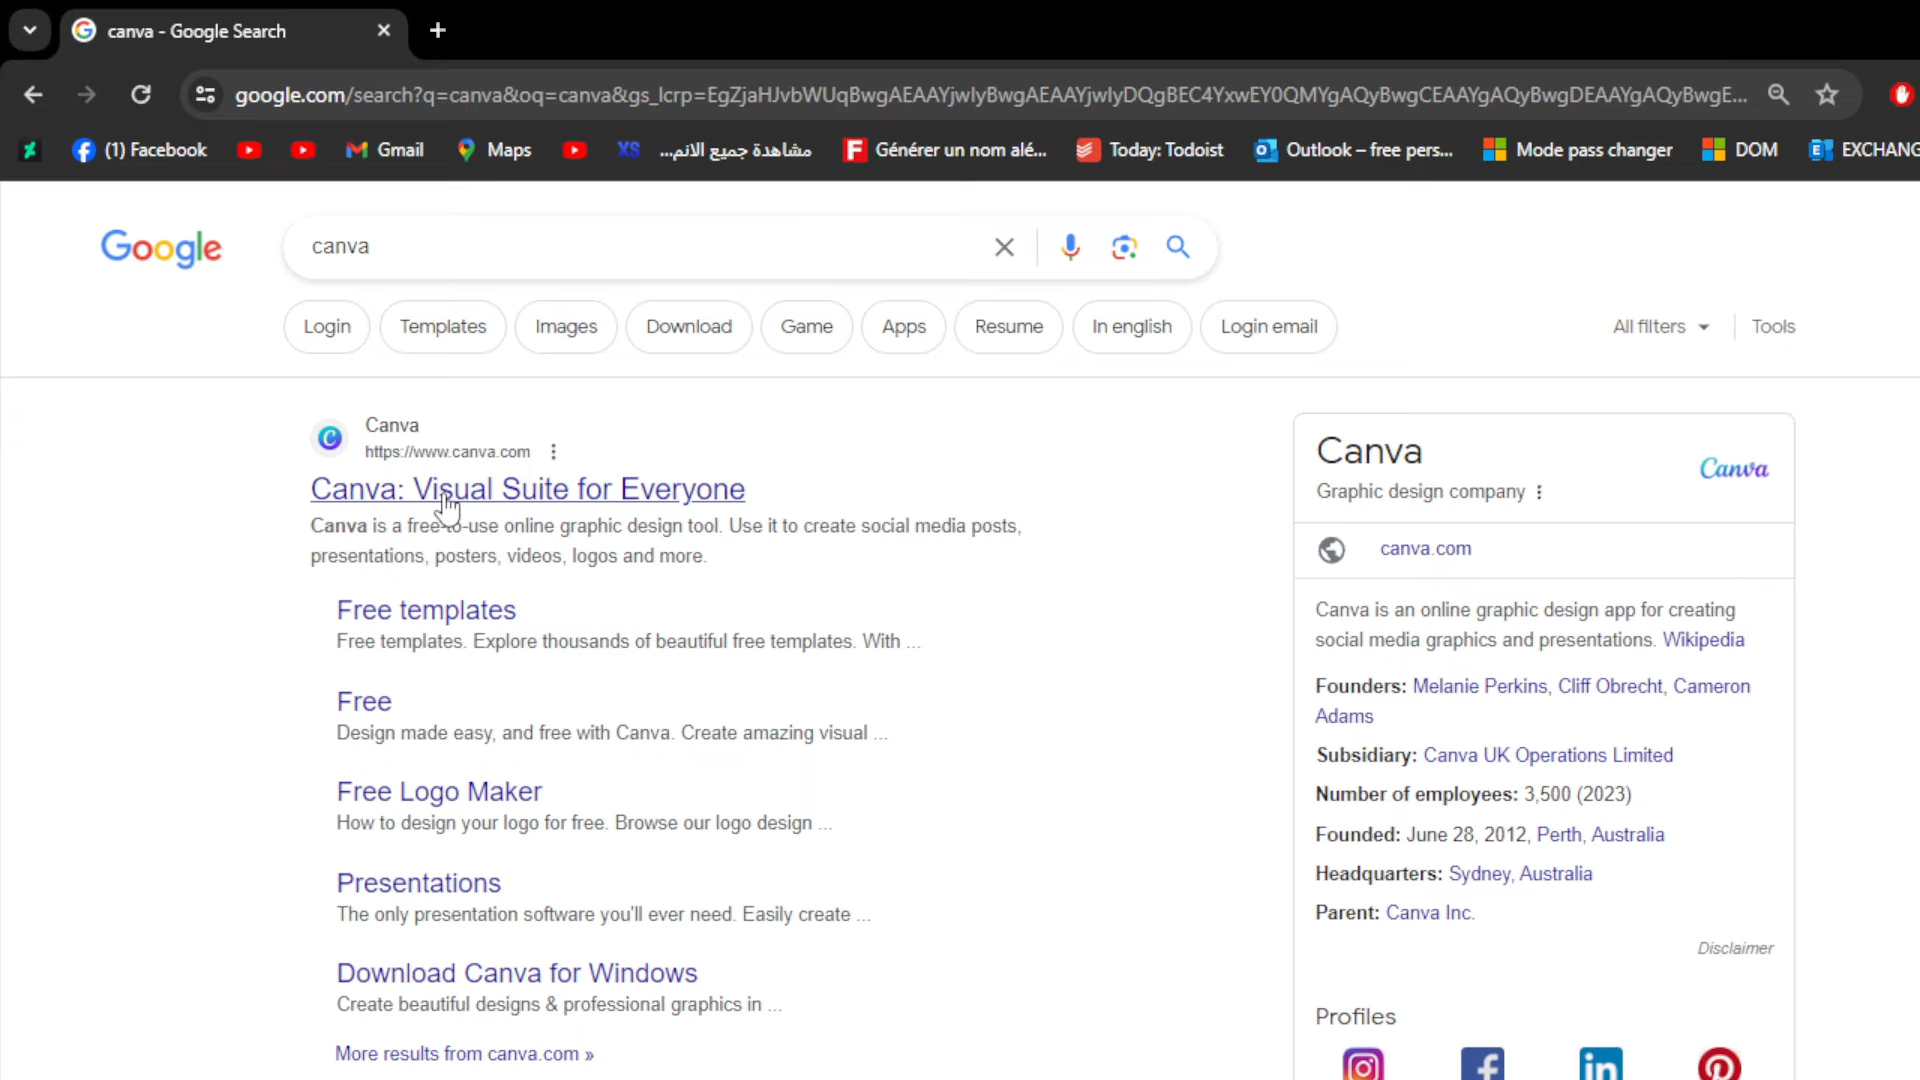 canva - Google Search
google.com/search?q=canva&oq=canva&gs_lcrp=EgZjaHJvbWUqBwgAEAAYjwIyBwgAEAAYjwIyDQgBEC4YxwEY0QMYgAQyBwgCEAAYgAQyBwgDEAAYgAQyBwgE...
(1) Facebook
Gmail
Maps
XS
مشاهدة جميع الانم...
Générer un nom alé...
Today: Todoist
Outlook – free pers...
Mode pass changer
DOM
EXCHANG
Google
canva
Login
Templates
Images
Download
Game
Apps
Resume
In english
Login email
All filters
Tools
Canva
https://www.canva.com
Canva: Visual Suite for Everyone
Canva is a free-to-use online graphic design tool. Use it to create social media posts,
presentations, posters, videos, logos and more.
Free templates
Free templates. Explore thousands of beautiful free templates. With ...
Free
Design made easy, and free with Canva. Create amazing visual ...
Free Logo Maker
How to design your logo for free. Browse our logo design ...
Presentations
The only presentation software you'll ever need. Easily create ...
Download Canva for Windows
Create beautiful designs & professional graphics in ...
More results from canva.com »
Canva
Graphic design company
Canva
canva.com
Canva is an online graphic design app for creating
social media graphics and presentations. Wikipedia
Founders: Melanie Perkins, Cliff Obrecht, Cameron
Adams
Subsidiary: Canva UK Operations Limited
Number of employees: 3,500 (2023)
Founded: June 28, 2012, Perth, Australia
Headquarters: Sydney, Australia
Parent: Canva Inc.
Disclaimer
Profiles